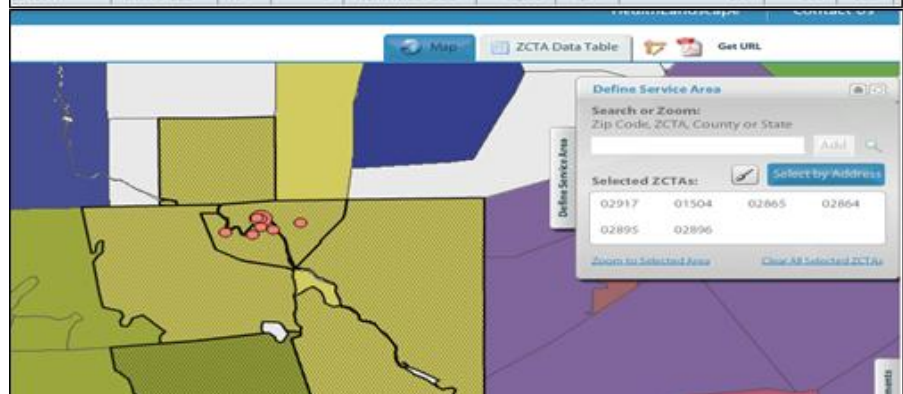 HealthLandscape Contact Us
Map ZCTA Data Table Get URL
Define Service Area
Search or Zoom:
Zip Code, ZCTA, County or State
Add
Define Service Area
Selected ZCTAs: Select by Address
02917 01504 02865 02864
02895 02896
Zoom to Selected Area Clear All Selected ZCTAs